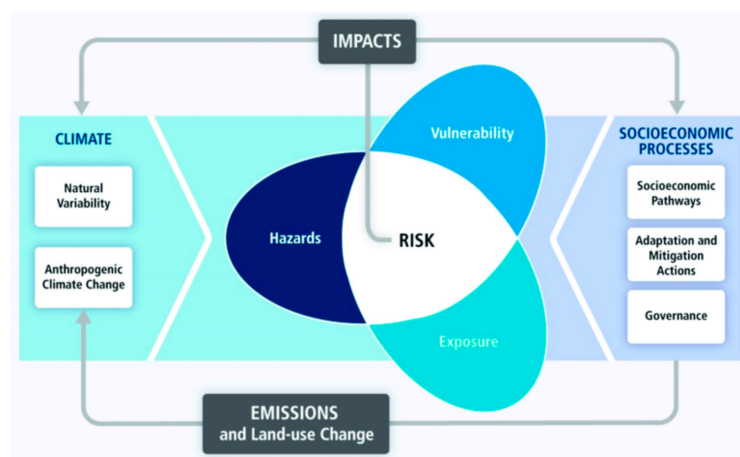 IMPACTS
CLIMATE
Natural
Variability
Anthropogenic
Climate Change
Vulnerability
Hazards
RISK
Exposure
SOCIOECONOMIC
PROCESSES
Socioeconomic
Pathways
Adaptation and
Mitigation
Actions
Governance
EMISSIONS
and Land-use Change